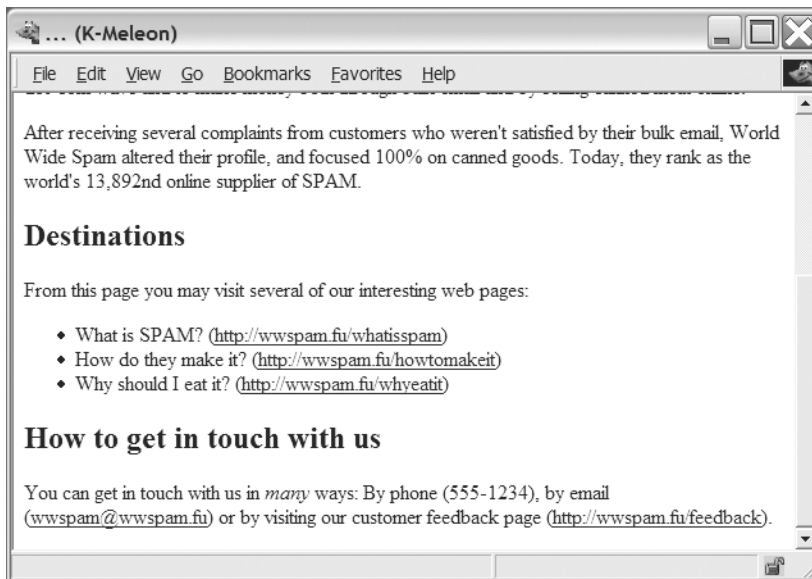 ... (K-Meleon)
File Edit View Go Bookmarks Favorites Help
After receiving several complaints from customers who weren't satisfied by their bulk email, World
Wide Spam altered their profile, and focused 100% on canned goods. Today, they rank as the
world's 13,892nd online supplier of SPAM.
Destinations
From this page you may visit several of our interesting web pages:
• What is SPAM? (http://wwspam.fu/whatisspam)
• How do they make it? (http://wwspam.fu/howtomakeit)
• Why should I eat it? (http://wwspam.fu/whyeatit)
How to get in touch with us
You can get in touch with us in many ways: By phone (555-1234), by email
(wwspam@wwspam.fu) or by visiting our customer feedback page (http://wwspam.fu/feedback).